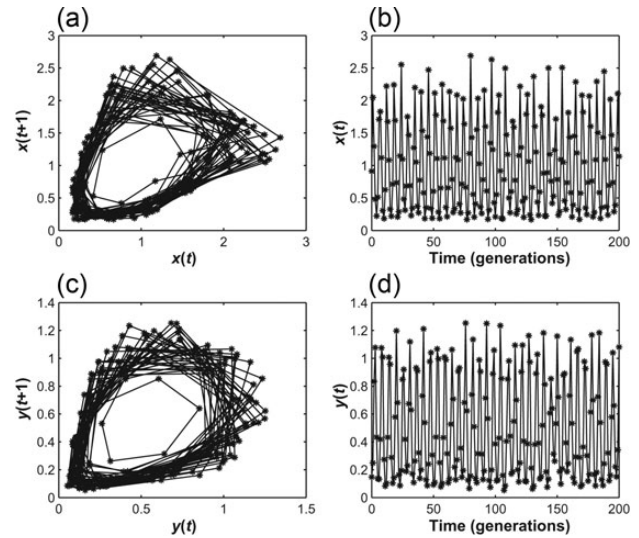 (a)
3
2.5
2
1.5
1
0.5
0
x(t+1)
0 1 2 3
x(t)
(b)
3
2.5
2
1.5
1
0.5
0
x(t)
0 50 100 150 200
Time (generations)
(c)
1.4
1.2
1
0.8
0.6
0.4
0.2
0
y(t+1)
0 0.5 1 1.5
y(t)
(d)
1.4
1.2
1
0.8
0.6
0.4
0.2
0
y(t)
0 50 100 150 200
Time (generations)